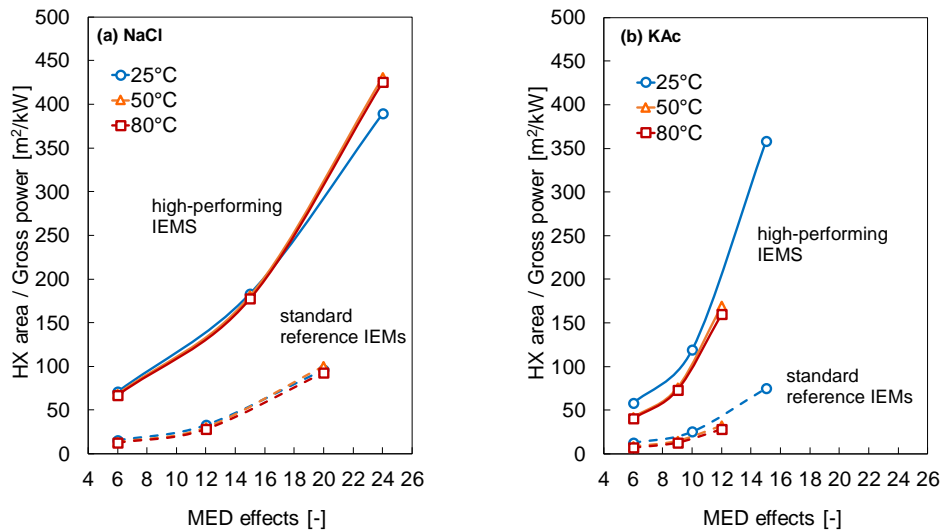 (a) NaCl
HX area / Gross power [m²/kW]
500
450
400
350
300
250
200
150
100
50
0
25°C
50°C
80°C
high-performing
IEMS
standard
reference IEMs
4 6 8 10 12 14 16 18 20 22 24 26
MED effects [-]
(b) KAc
HX area / Gross power [m²/kW]
500
450
400
350
300
250
200
150
100
50
0
25°C
50°C
80°C
high-performing
IEMS
standard
reference IEMs
4 6 8 10 12 14 16 18 20 22 24 26
MED effects [-]